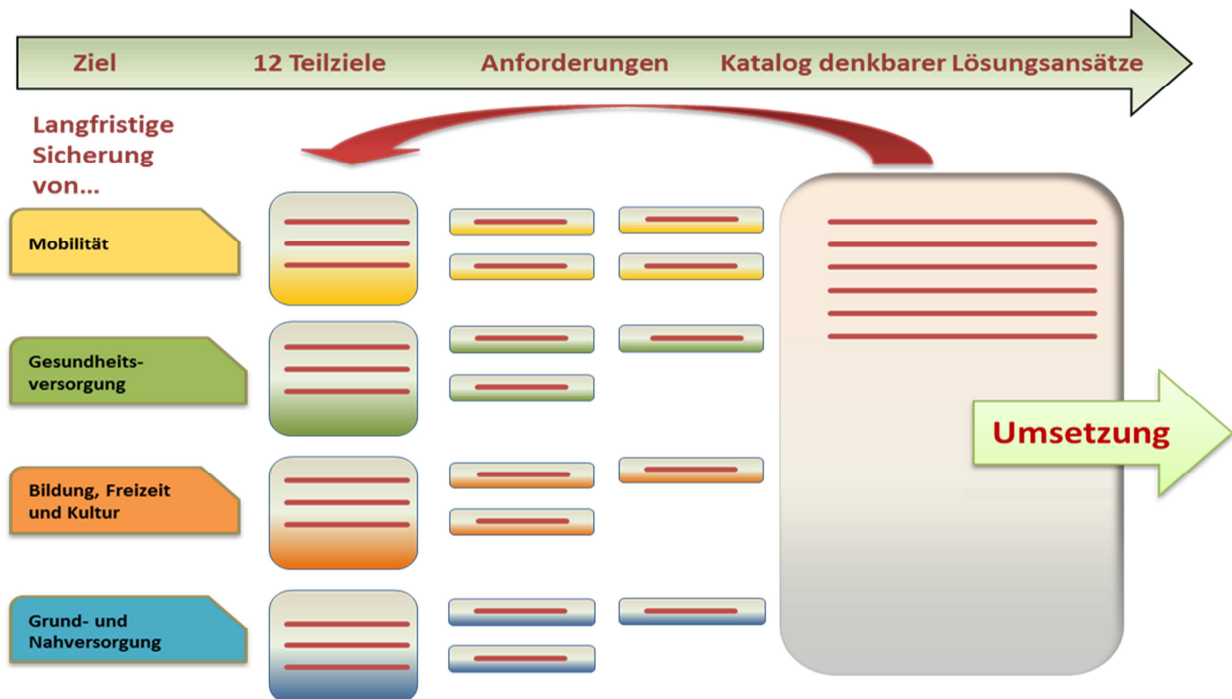 Ziel 12 Teilziele Anforderungen Katalog denkbarer Lösungsansätze
Langfristige
Sicherung
von...
Mobilität
Gesundheits-
versorgung
Bildung, Freizeit
und Kultur
Grund- und
Nahversorgung
Umsetzung